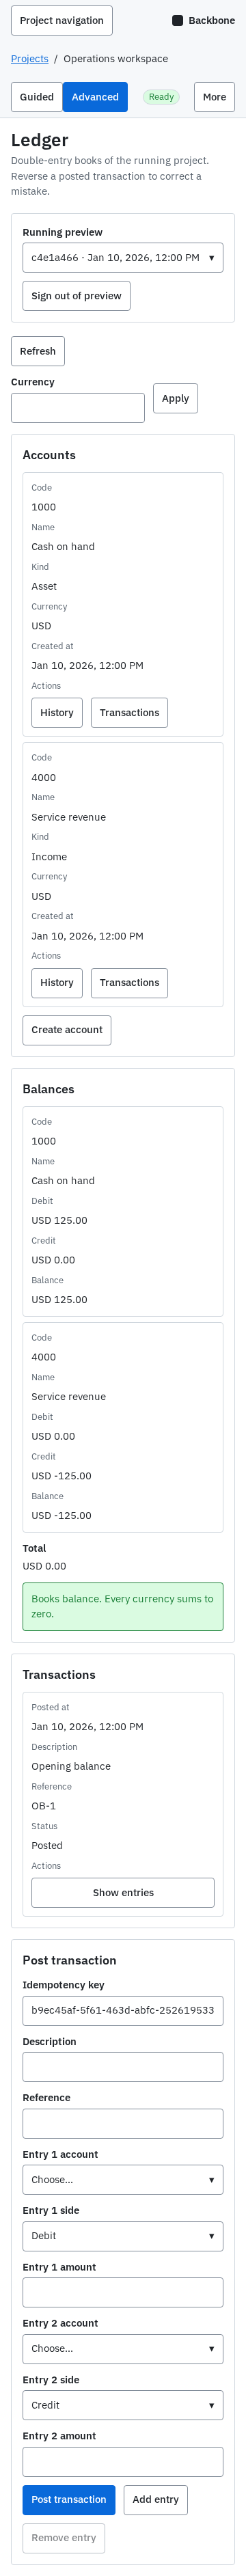 Project navigation
Backbone
Projects / Operations workspace
Guided
Advanced
Ready
More
Ledger
Double-entry books of the running project.
Reverse a posted transaction to correct a
mistake.
Running preview
c4e1a466 · Jan 10, 2026, 12:00 PM ▾
Sign out of preview
Refresh
Currency
Apply
Accounts
Code
1000
Name
Cash on hand
Kind
Asset
Currency
USD
Created at
Jan 10, 2026, 12:00 PM
Actions
History
Transactions
Code
4000
Name
Service revenue
Kind
Income
Currency
USD
Created at
Jan 10, 2026, 12:00 PM
Actions
History
Transactions
Create account
Balances
Code
1000
Name
Cash on hand
Debit
USD 125.00
Credit
USD 0.00
Balance
USD 125.00
Code
4000
Name
Service revenue
Debit
USD 0.00
Credit
USD -125.00
Balance
USD -125.00
Total
USD 0.00
Books balance. Every currency sums to
zero.
Transactions
Posted at
Jan 10, 2026, 12:00 PM
Description
Opening balance
Reference
OB-1
Status
Posted
Actions
Show entries
Post transaction
Idempotency key
b9ec45af-5f61-463d-abfc-252619533
Description
Reference
Entry 1 account
Choose... ▾
Entry 1 side
Debit ▾
Entry 1 amount
Entry 2 account
Choose... ▾
Entry 2 side
Credit ▾
Entry 2 amount
Post transaction
Add entry
Remove entry